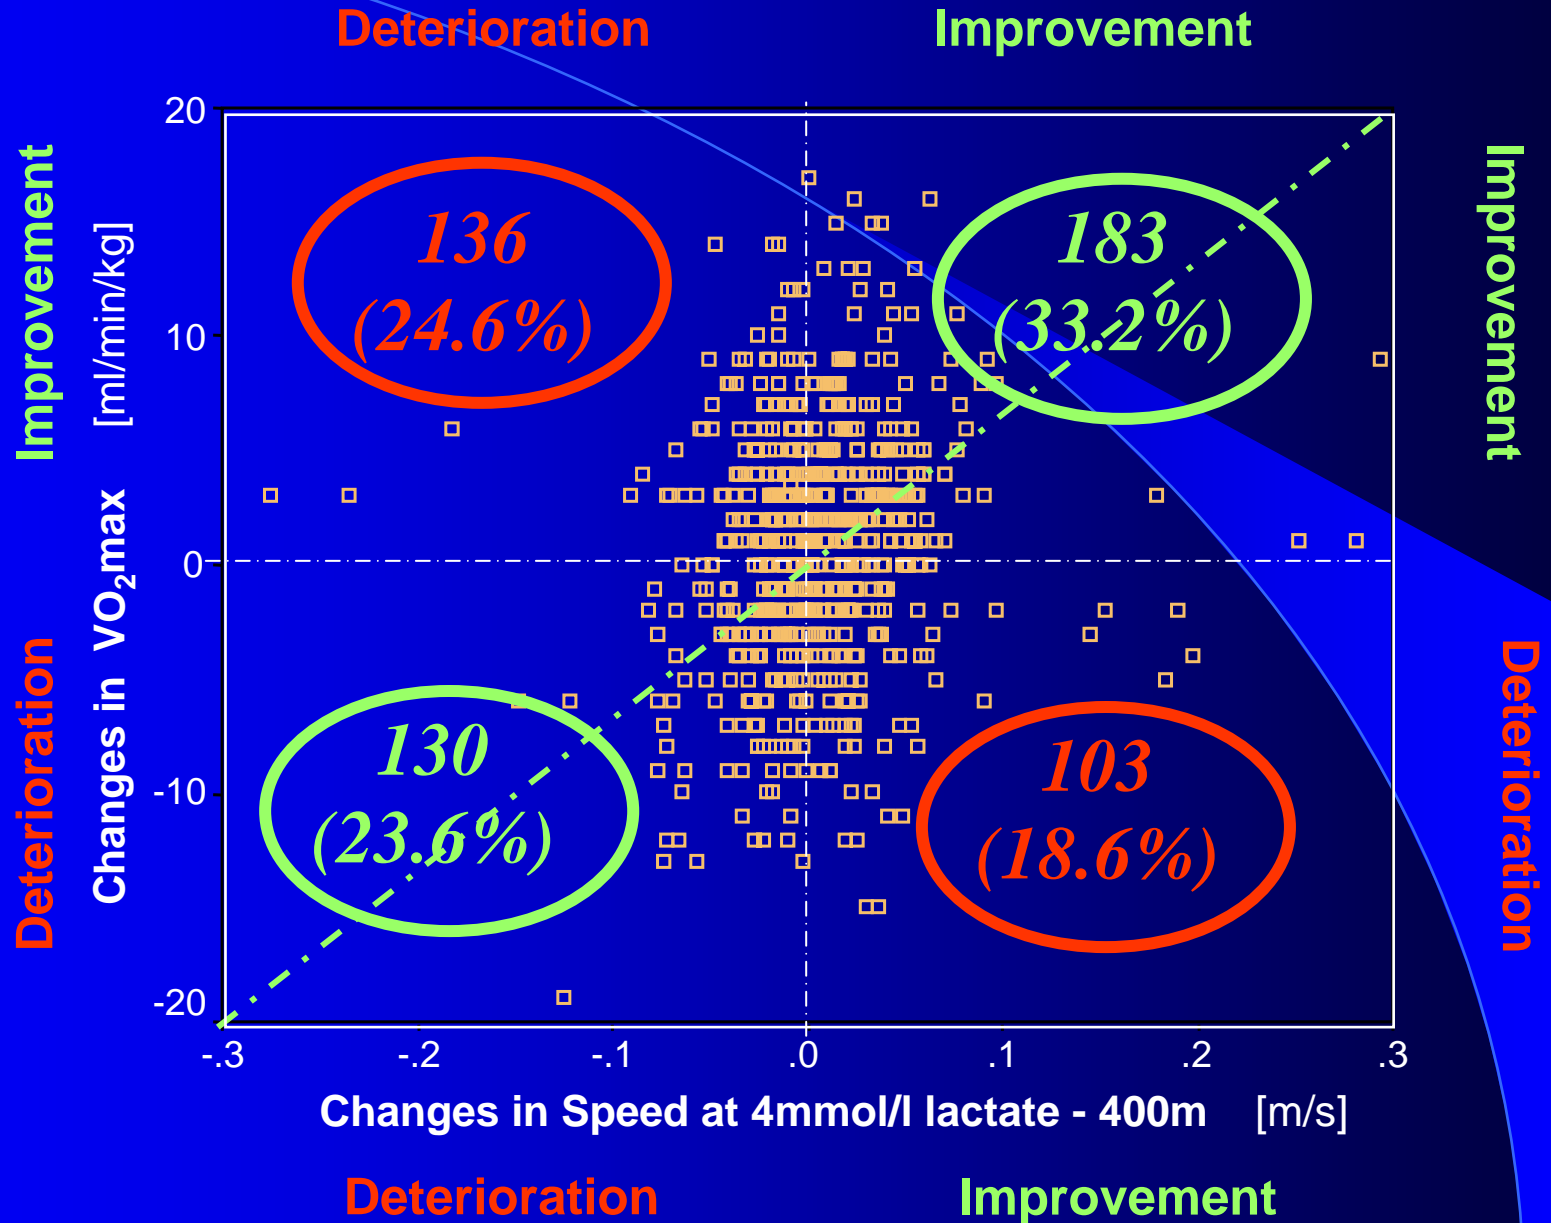 Deterioration
Improvement
Improvement
Deterioration
Changes in VO₂max [ml/min/kg]
20
10
0
-10
-20
136
(24.6%)
183
(33.2%)
130
(23.6%)
103
(18.6%)
Improvement
Deterioration
-.3
-.2
-.1
.0
.1
.2
.3
Changes in Speed at 4mmol/l lactate - 400m [m/s]
Deterioration
Improvement